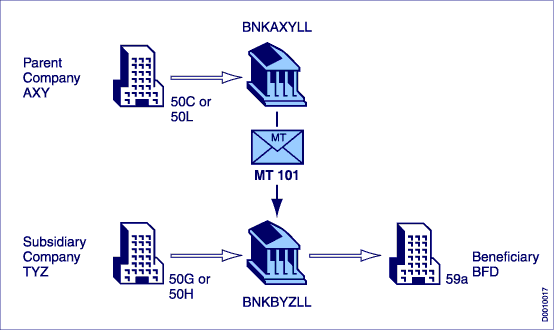 BNKAXYLL
Parent
Company
AXY
50C or
50L
MT
MT 101
Subsidiary
Company
TYZ
50G or
50H
BNKBYZLL
59a
Beneficiary
BFD
D0010017